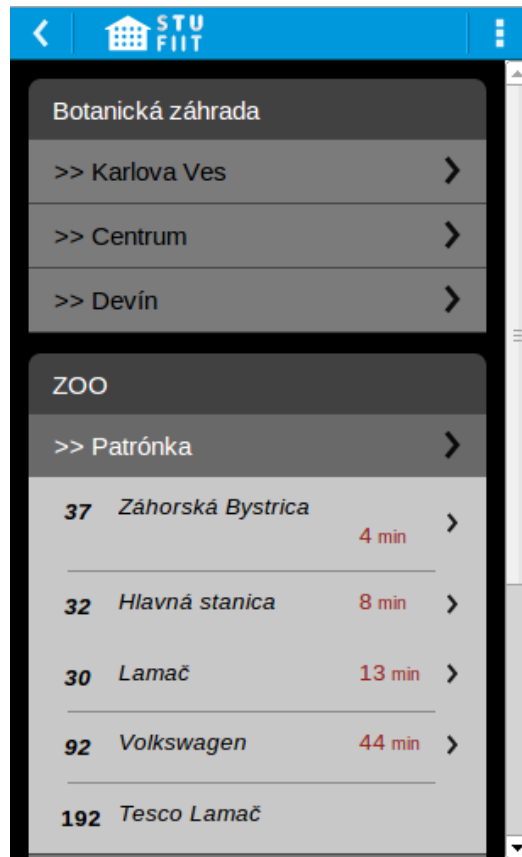 STU
FIIT
Botanická záhrada
>> Karlova Ves
>> Centrum
>> Devín
ZOO
>> Patrónka
37 Záhorská Bystrica
4 min
32 Hlavná stanica 8 min
30 Lamač 13 min
92 Volkswagen 44 min
192 Tesco Lamač